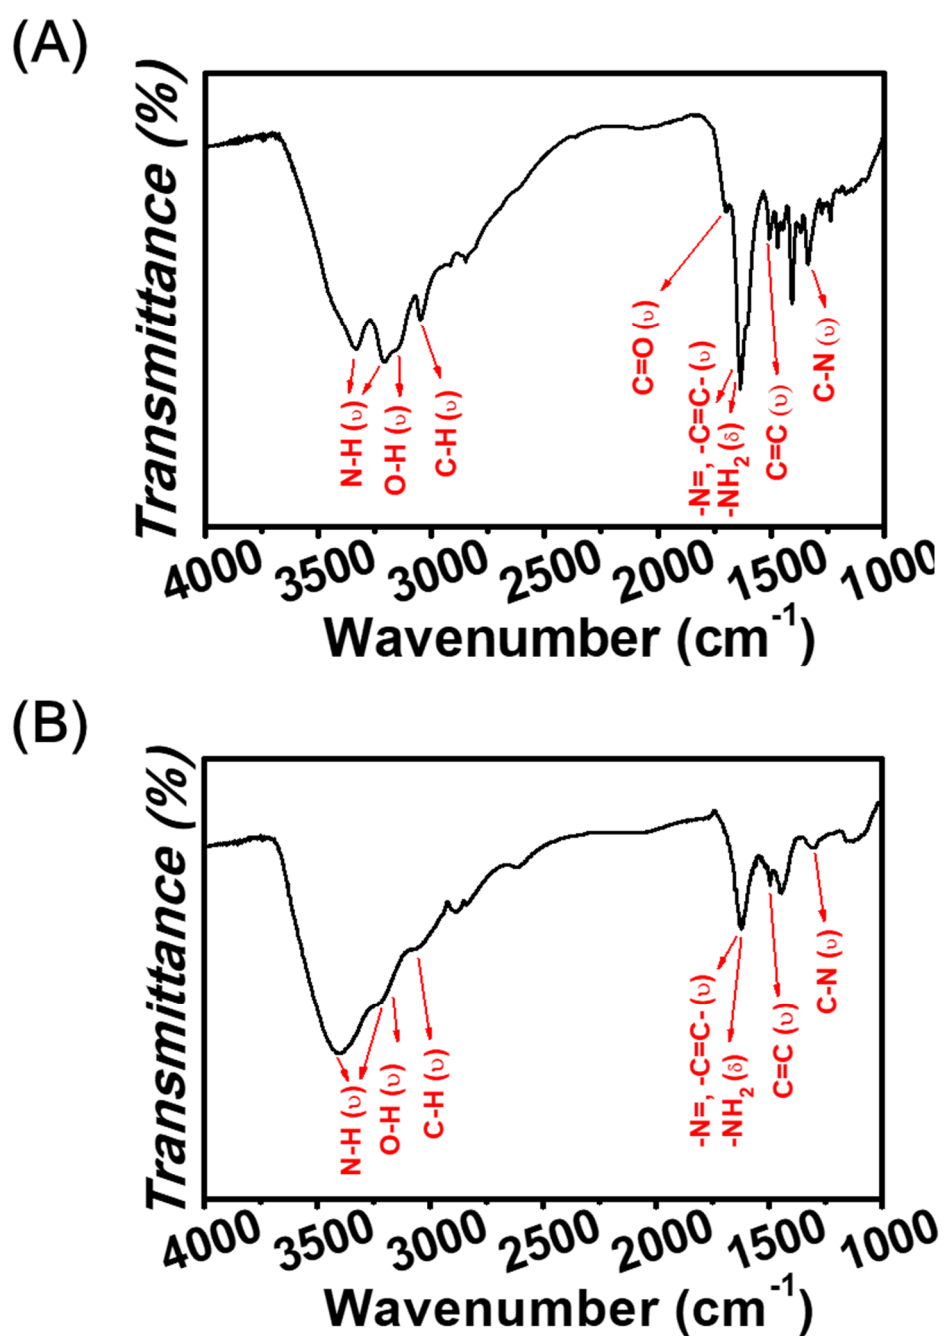 (A)
Transmittance (%)
N-H (υ)
O-H (υ)
C-H (υ)
C=O (υ)
-N=, -C=C- (υ)
-NH₂ (δ)
C=C (υ)
C-N (υ)
4000 3500 3000 2500 2000 1500 1000
Wavenumber (cm⁻¹)
(B)
Transmittance (%)
N-H (υ)
O-H (υ)
C-H (υ)
-N=, -C=C- (υ)
-NH₂ (δ)
C=C (υ)
C-N (υ)
4000 3500 3000 2500 2000 1500 1000
Wavenumber (cm⁻¹)